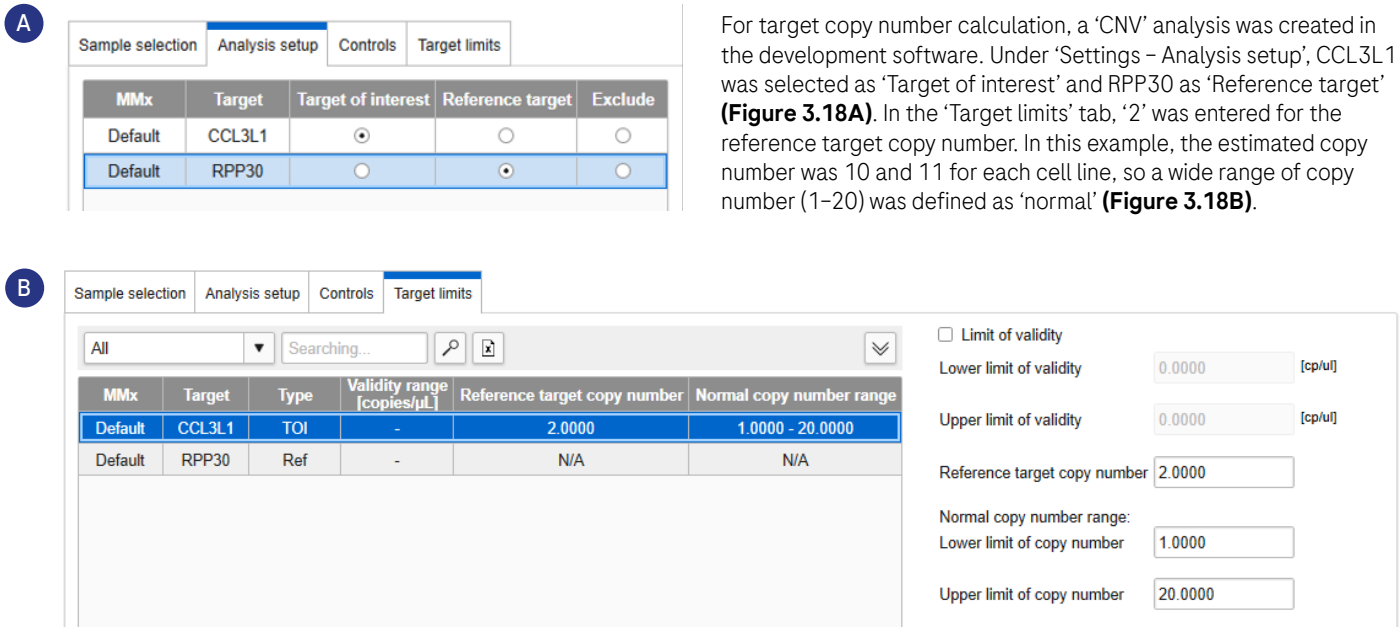 A
Sample selection Analysis setup Controls Target limits
MMx Target Target of interest Reference target Exclude
Default CCL3L1
Default RPP30
For target copy number calculation, a ‘CNV’ analysis was created in
the development software. Under ‘Settings – Analysis setup’, CCL3L1
was selected as ‘Target of interest’ and RPP30 as ‘Reference target’
(Figure 3.18A). In the ‘Target limits’ tab, ‘2’ was entered for the
reference target copy number. In this example, the estimated copy
number was 10 and 11 for each cell line, so a wide range of copy
number (1–20) was defined as ‘normal’ (Figure 3.18B).
B
Sample selection Analysis setup Controls Target limits
All Searching...
MMx Target Type Validity range [copies/µL] Reference target copy number Normal copy number range
Default CCL3L1 TOI - 2.0000 1.0000 - 20.0000
Default RPP30 Ref - N/A N/A
Limit of validity
Lower limit of validity 0.0000 [cp/ul]
Upper limit of validity 0.0000 [cp/ul]
Reference target copy number 2.0000
Normal copy number range:
Lower limit of copy number 1.0000
Upper limit of copy number 20.0000